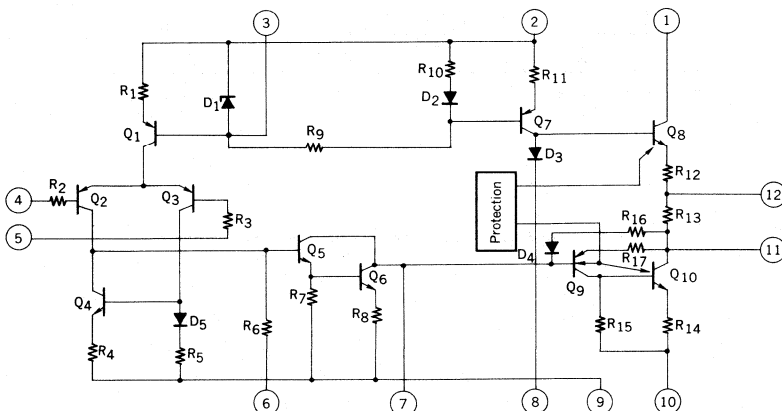 3
2
1
R1
D1
R10
D2
R11
Q1
R9
Q7
Q8
D3
4
R2
Q2
Q3
R3
5
Protection
R12
12
R13
R16
D4
R17
11
Q5
Q6
Q9
Q10
Q4
D5
R7
R8
R6
R15
R14
R4
R5
6
7
8
9
10